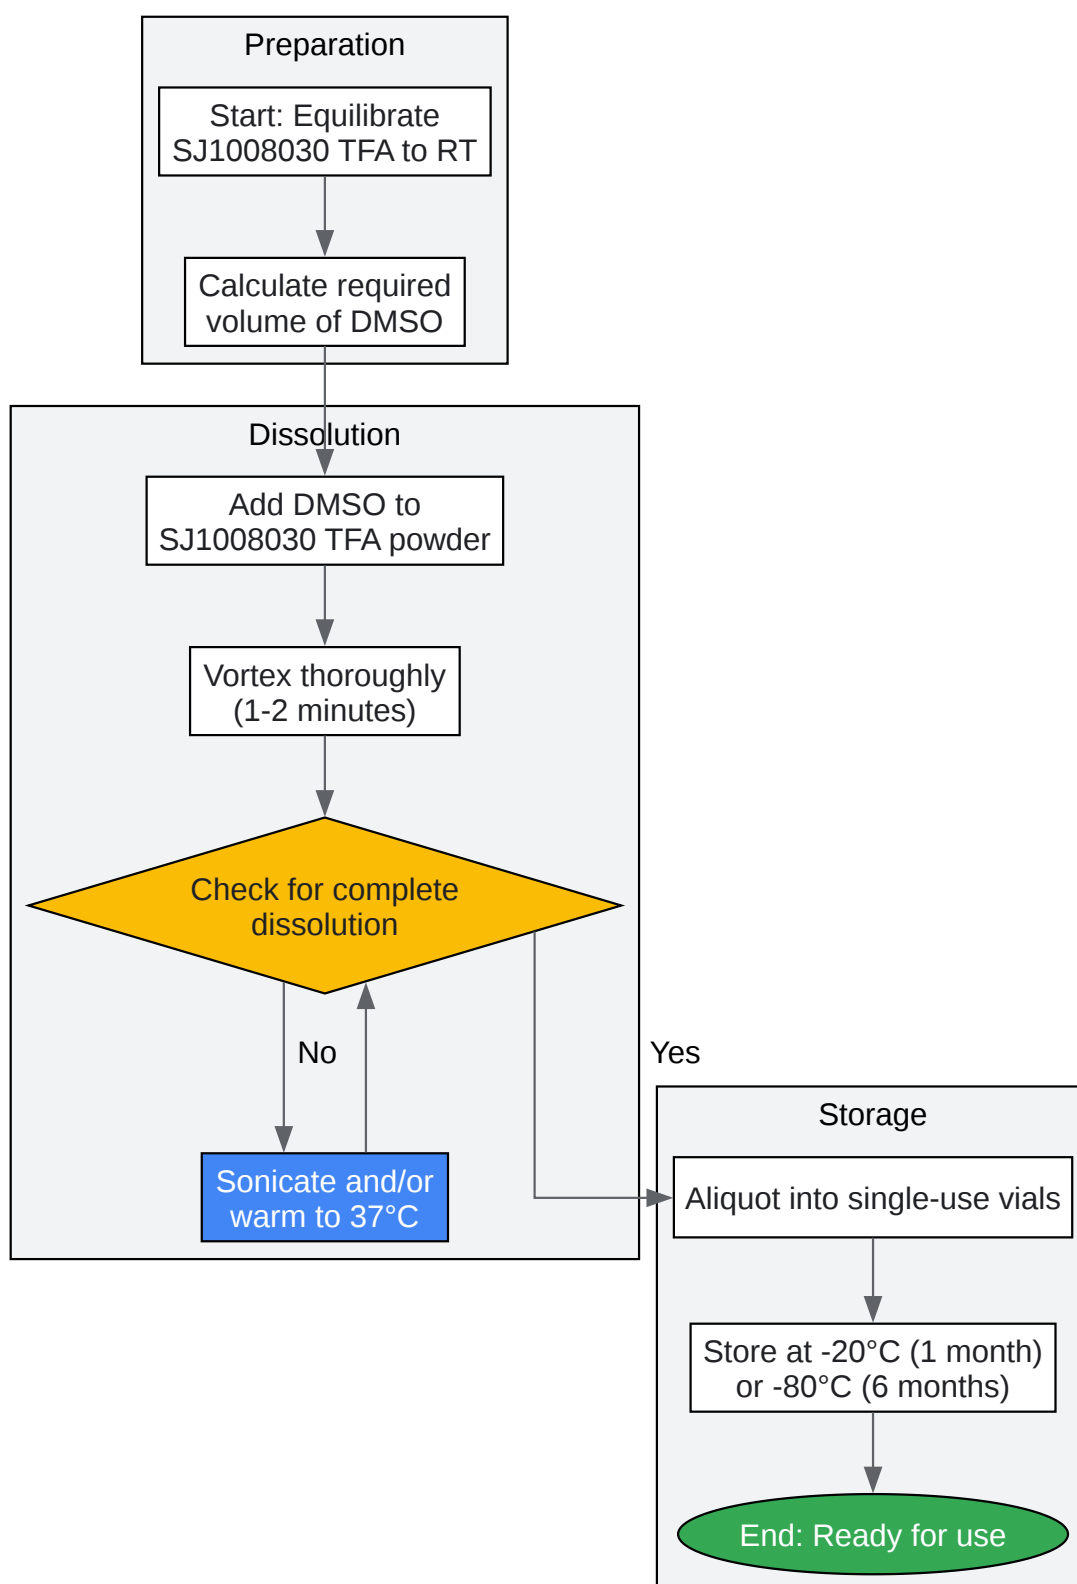 Preparation
Start: Equilibrate
SJ1008030 TFA to RT
Calculate required
volume of DMSO
Dissolution
Add DMSO to
SJ1008030 TFA powder
Vortex thoroughly
(1-2 minutes)
Check for complete
dissolution
No
Yes
Sonicate and/or
warm to 37°C
Storage
Aliquot into single-use vials
Store at -20°C (1 month)
or -80°C (6 months)
End: Ready for use